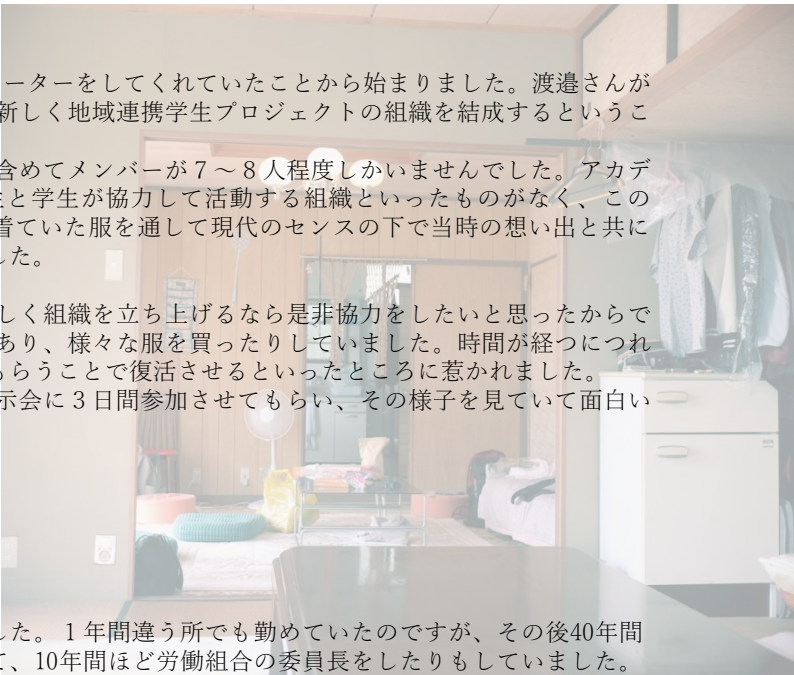 ーターをしてくれていたことから始まりました。渡邉さんが
新しく地域連携学生プロジェクトの組織を結成するというこ
含めてメンバーが７～８人程度しかいませんでした。アカデ
生と学生が協力して活動する組織といったものがなく、この
着ていた服を通して現代のセンスの下で当時の想い出と共に
した。
しく組織を立ち上げるなら是非協力をしたいと思ったからで
あり、様々な服を買ったりしていました。時間が経つにつれ
もらうことで復活させるといったところに惹かれました。
示会に３日間参加させてもらい、その様子を見ていて面白い
した。１年間違う所でも勤めていたのですが、その後40年間
て、10年間ほど労働組合の委員長をしたりもしていました。